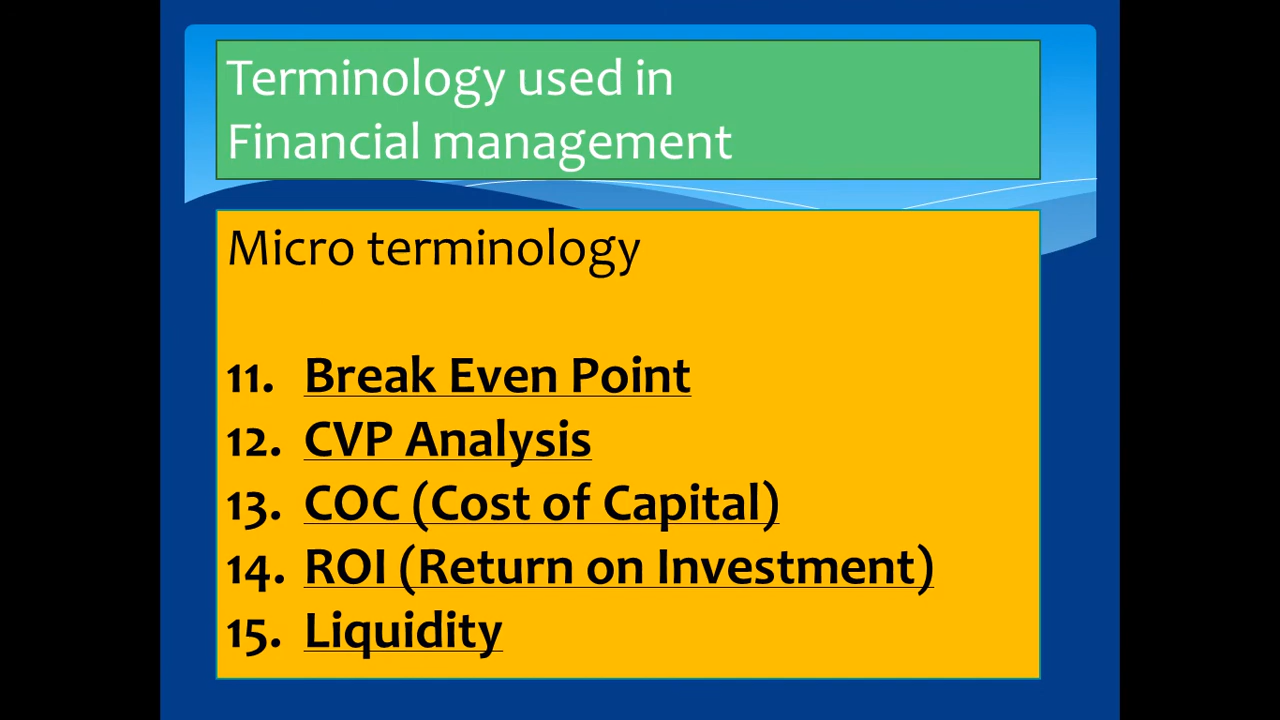 Terminology used in
Financial management
Micro terminology
11. Break Even Point
12. CVP Analysis
13. COC (Cost of Capital)
14. ROI (Return on Investment)
15. Liquidity